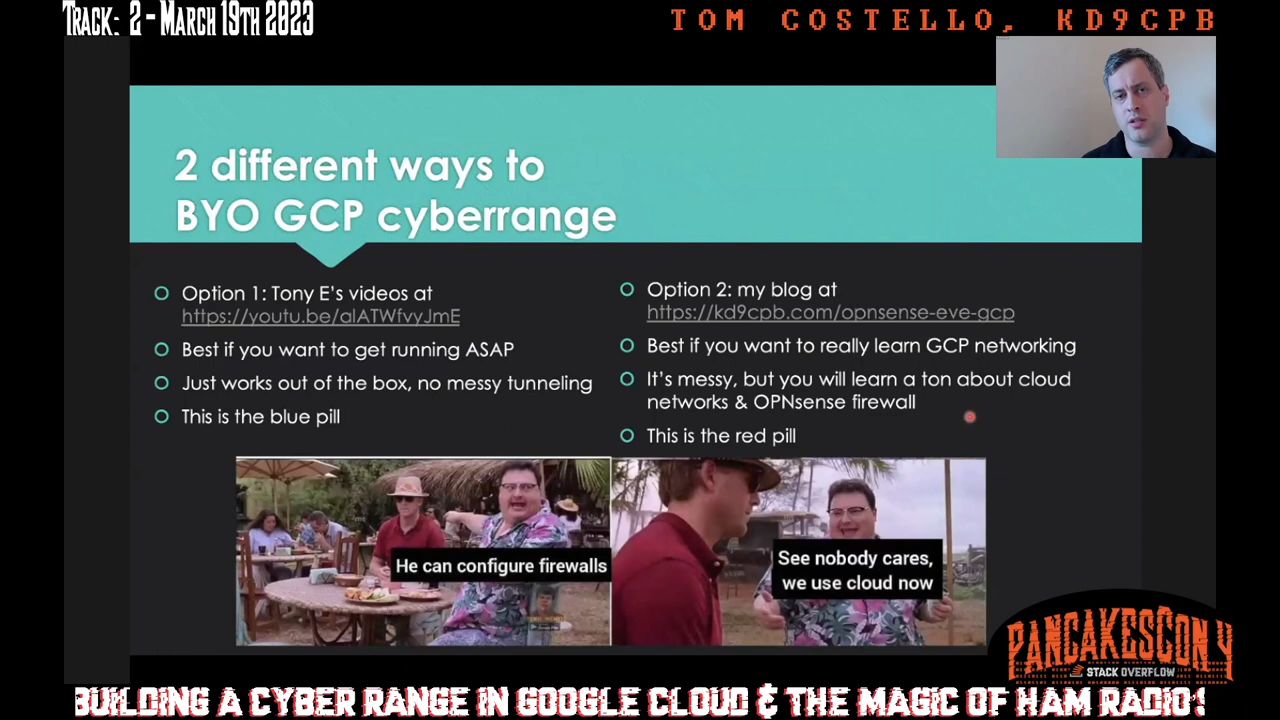 Track: 2 - March 19th 2023
TOM COSTELLO, KD9CPB
2 different ways to
BYO GCP cyberrange
Option 1: Tony E's videos at
https://youtu.be/alATWfvyJmE
Best if you want to get running ASAP
Just works out of the box, no messy tunneling
This is the blue pill
Option 2: my blog at
https://kd9cpb.com/opnsense-eve-gcp
Best if you want to really learn GCP networking
It's messy, but you will learn a ton about cloud
networks & OPNsense firewall
This is the red pill
He can configure firewalls
See nobody cares,
we use cloud now
PANCAKESCON 4
STACK OVERFLOW
BUILDING A CYBER RANGE IN GOOGLE CLOUD & THE MAGIC OF HAM RADIO!